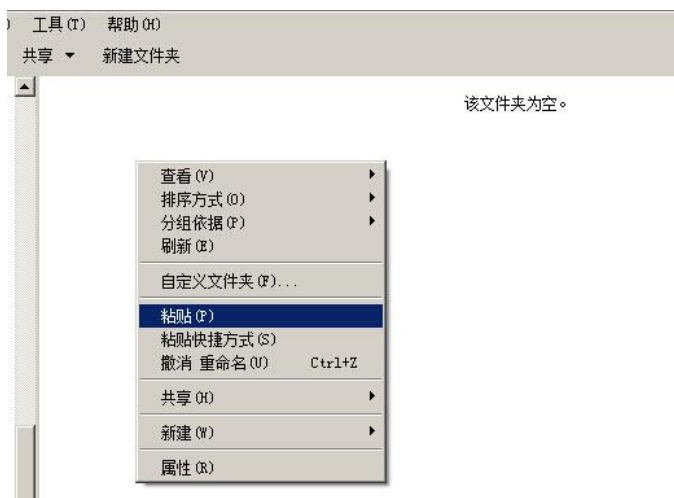 ) 工具(T) 帮助(H)
共享 新建文件夹
该文件夹为空。
查看(V)
排序方式(O)
分组依据(P)
刷新(E)
自定义文件夹(F)...
粘贴(P)
粘贴快捷方式(S)
撤消 重命名(U) Ctrl+Z
共享(H)
新建(W)
属性(R)